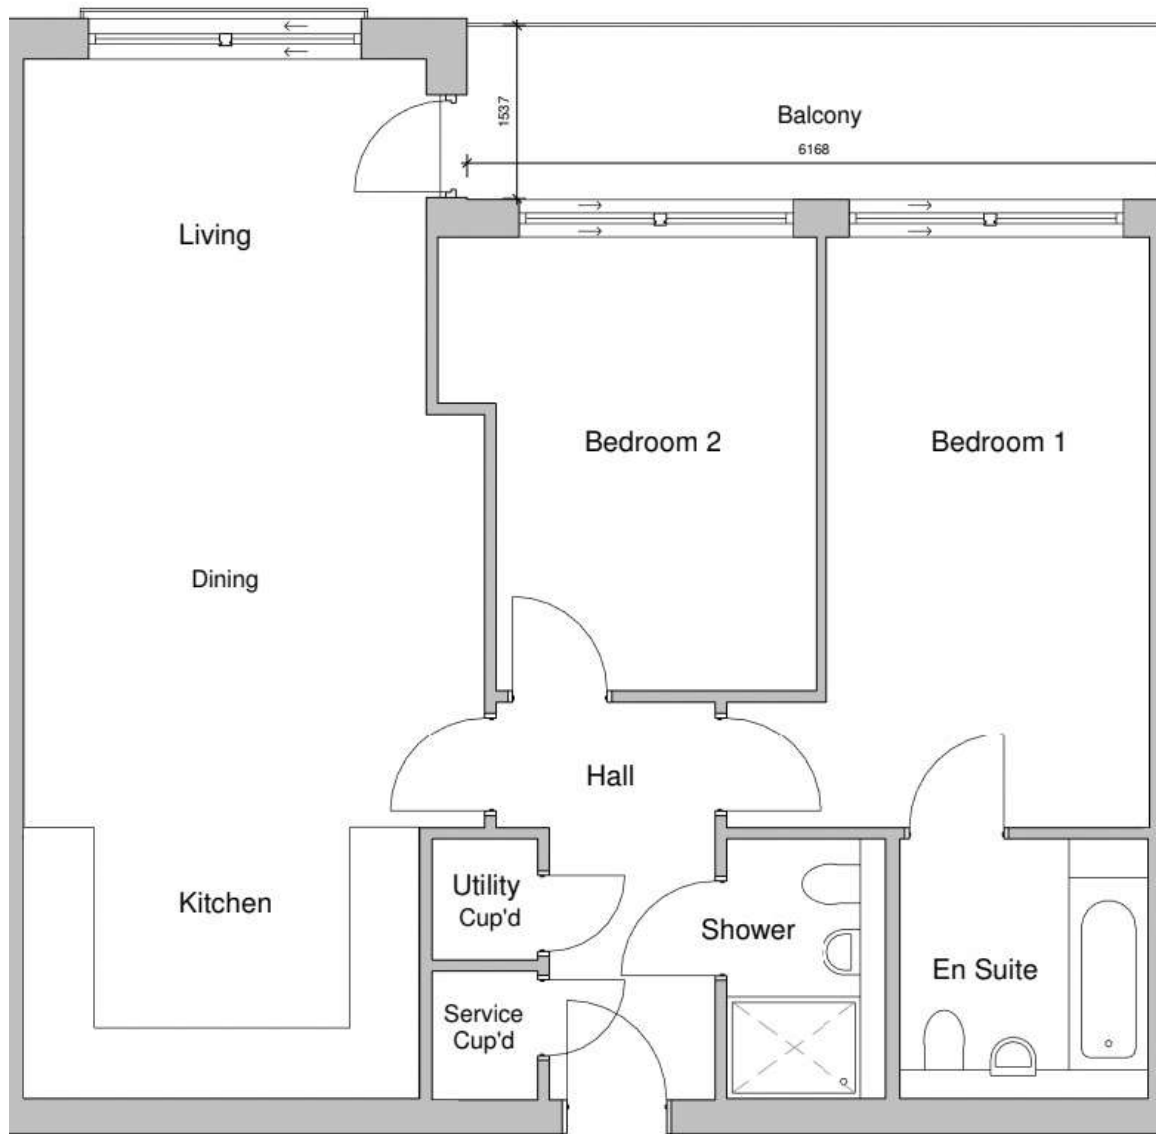 Balcony
1537
6168
Living
Bedroom 2
Bedroom 1
Dining
Hall
Kitchen
Utility
Cup'd
Shower
En Suite
Service
Cup'd